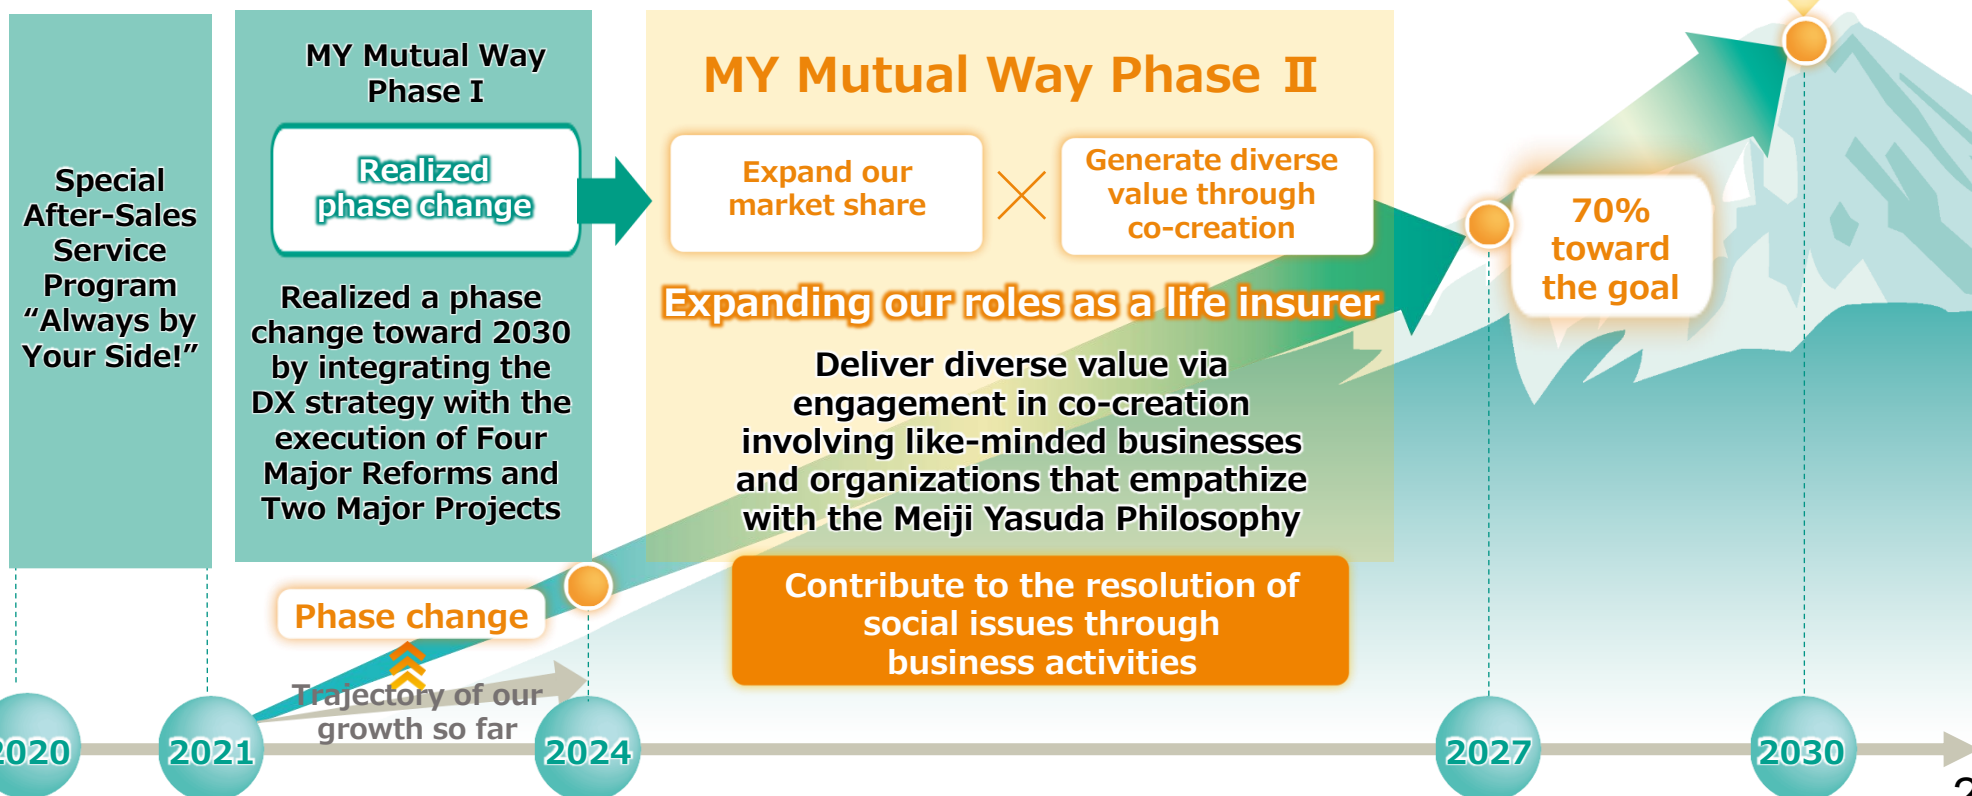 Special
After-Sales
Service
Program
“Always by
Your Side!”
MY Mutual Way
Phase Ⅰ
Realized
phase change
Realized a phase
change toward 2030
by integrating the
DX strategy with the
execution of Four
Major Reforms and
Two Major Projects
MY Mutual Way Phase Ⅱ
Expand our
market share
Generate diverse
value through
co-creation
Expanding our roles as a life insurer
Deliver diverse value via
engagement in co-creation
involving like-minded businesses
and organizations that empathize
with the Meiji Yasuda Philosophy
Contribute to the resolution of
social issues through
business activities
70%
toward
the goal
Phase change
Trajectory of our
growth so far
2020
2021
2024
2027
2030